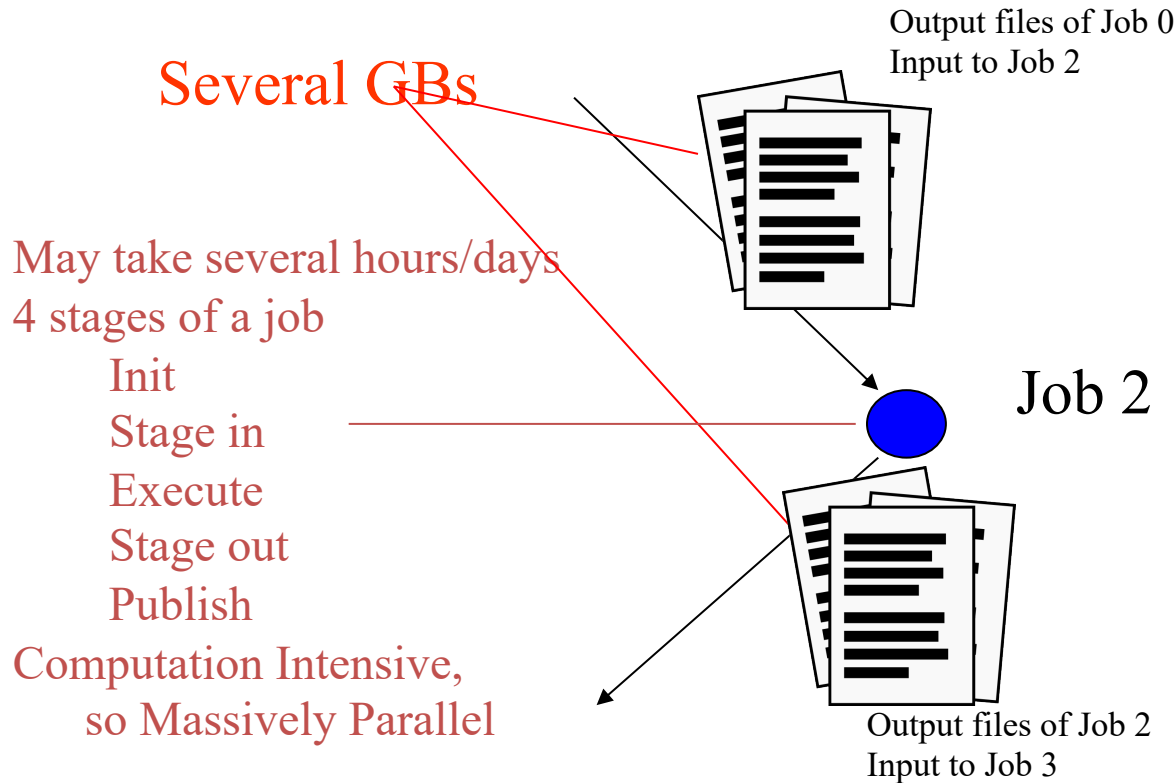 Output files of Job 0
Input to Job 2
Several GBs
May take several hours/days
4 stages of a job
Init
Stage in
Execute
Stage out
Publish
Computation Intensive,
so Massively Parallel
Job 2
Output files of Job 2
Input to Job 3